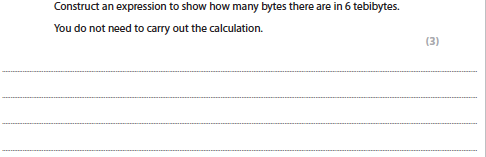 Construct an expression to show how many bytes there are in 6 tebibytes.
You do not need to carry out the calculation.
(3)